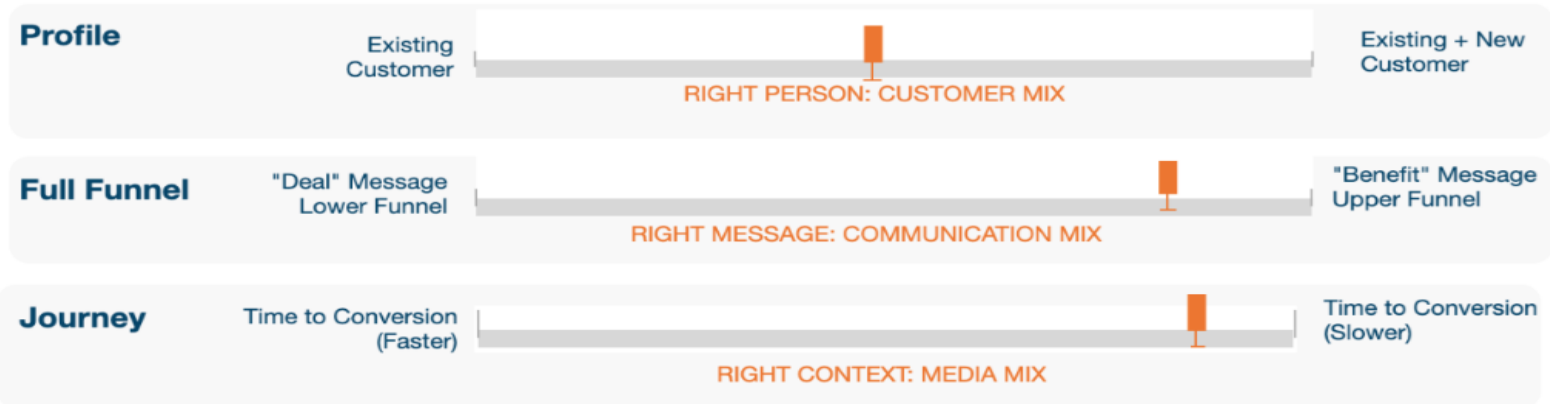 Profile
Existing
Customer
Existing + New
Customer
RIGHT PERSON: CUSTOMER MIX
Full Funnel
"Deal" Message
Lower Funnel
"Benefit" Message
Upper Funnel
RIGHT MESSAGE: COMMUNICATION MIX
Journey
Time to Conversion
(Faster)
Time to Conversion
(Slower)
RIGHT CONTEXT: MEDIA MIX